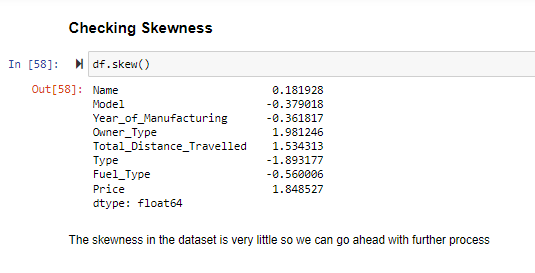 Checking Skewness
In [58]: df.skew()
Out[58]: Name 0.181928
Model -0.379018
Year_of_Manufacturing -0.361817
Owner_Type 1.981246
Total_Distance_Travelled 1.534313
Type -1.893177
Fuel_Type -0.560006
Price 1.848527
dtype: float64
The skewness in the dataset is very little so we can go ahead with further process